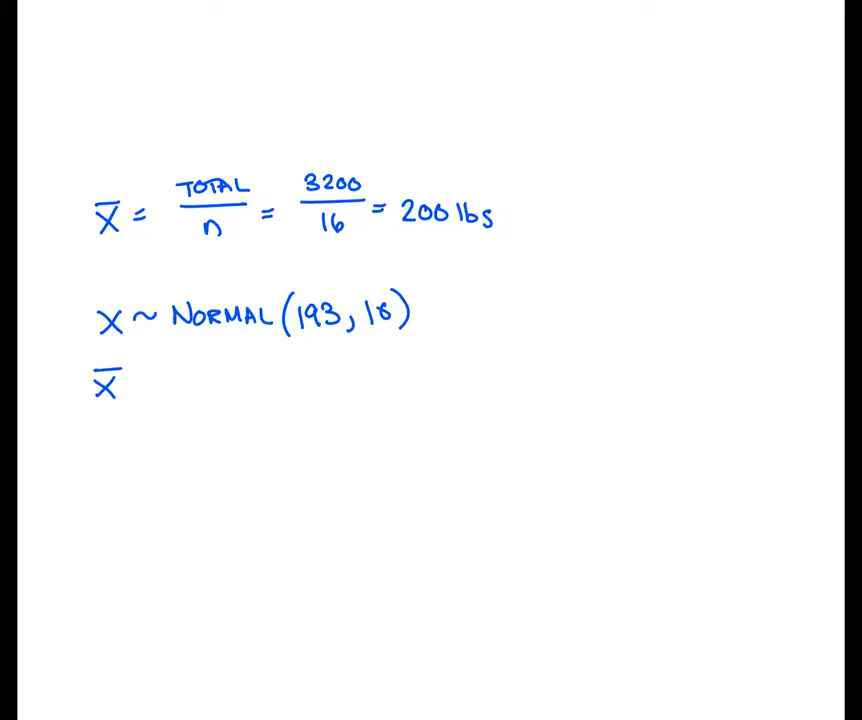 X̄ = TOTAL/n = 3200/16 = 200 lbs
X ~ NORMAL(193, 18)
X̄